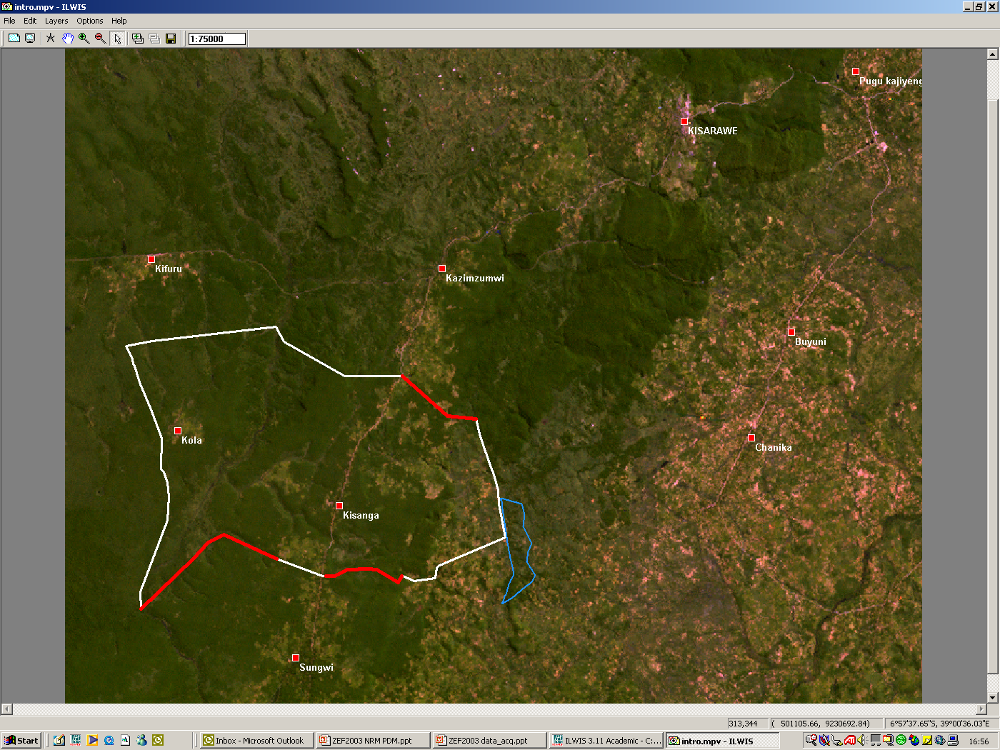 intro.mpv - ILWIS
File Edit Layers Options Help
1:75000
Pugu kajiyeng
KISARAWE
Kifuru
Kazimzumwi
Buyuni
Kola
Chanika
Kisanga
Sungwi
313,344 ( 501105.66, 9230692.84) 6°57'37.65"S, 39°00'36.03"E
Start Inbox - Microsoft Outlook ZEF2003 NRM PDM.ppt ZEF2003 data_acq.ppt ILWIS 3.11 Academic - C:... intro.mpv - ILWIS 16:56